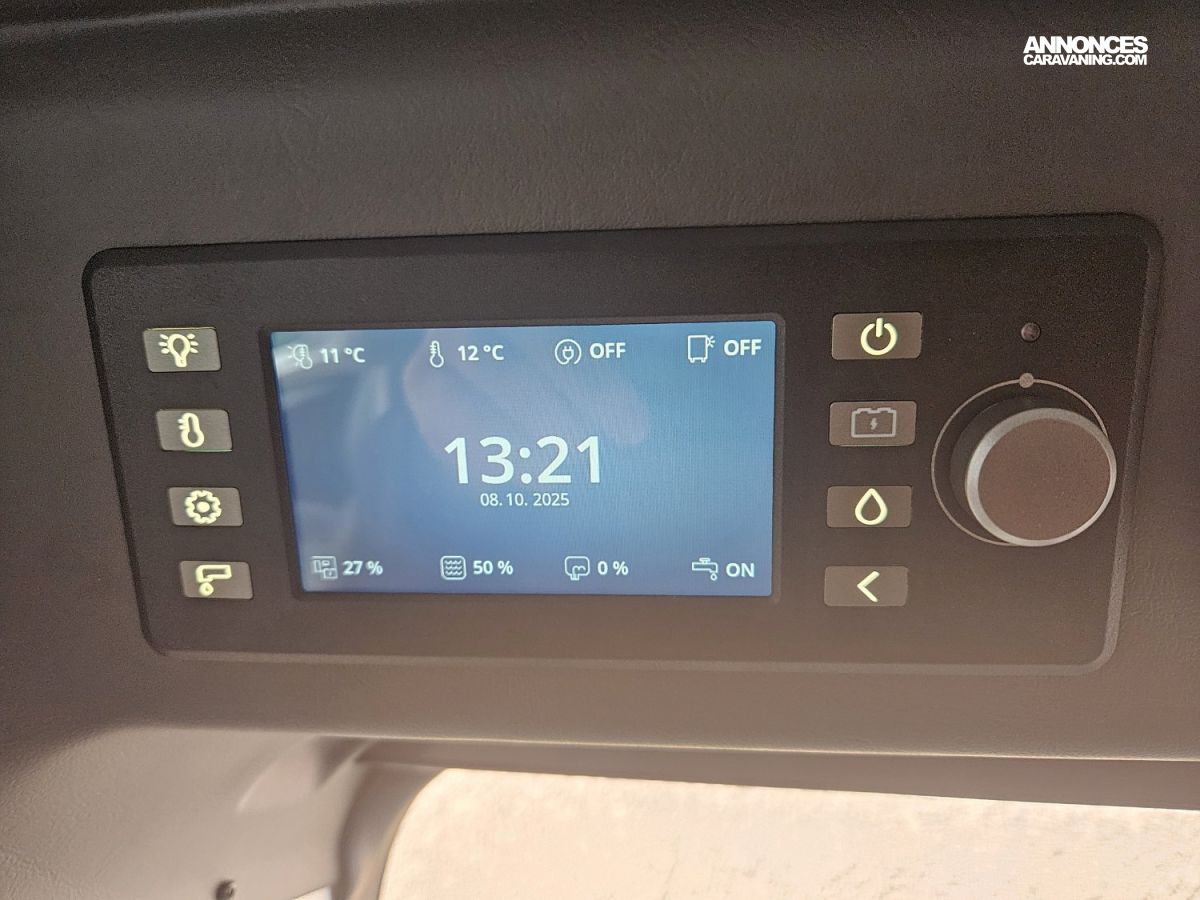 ANNONCES
CARAVANING.COM
11 °C 12 °C OFF OFF
13:21
08. 10. 2025
27 % 50 % 0 % ON